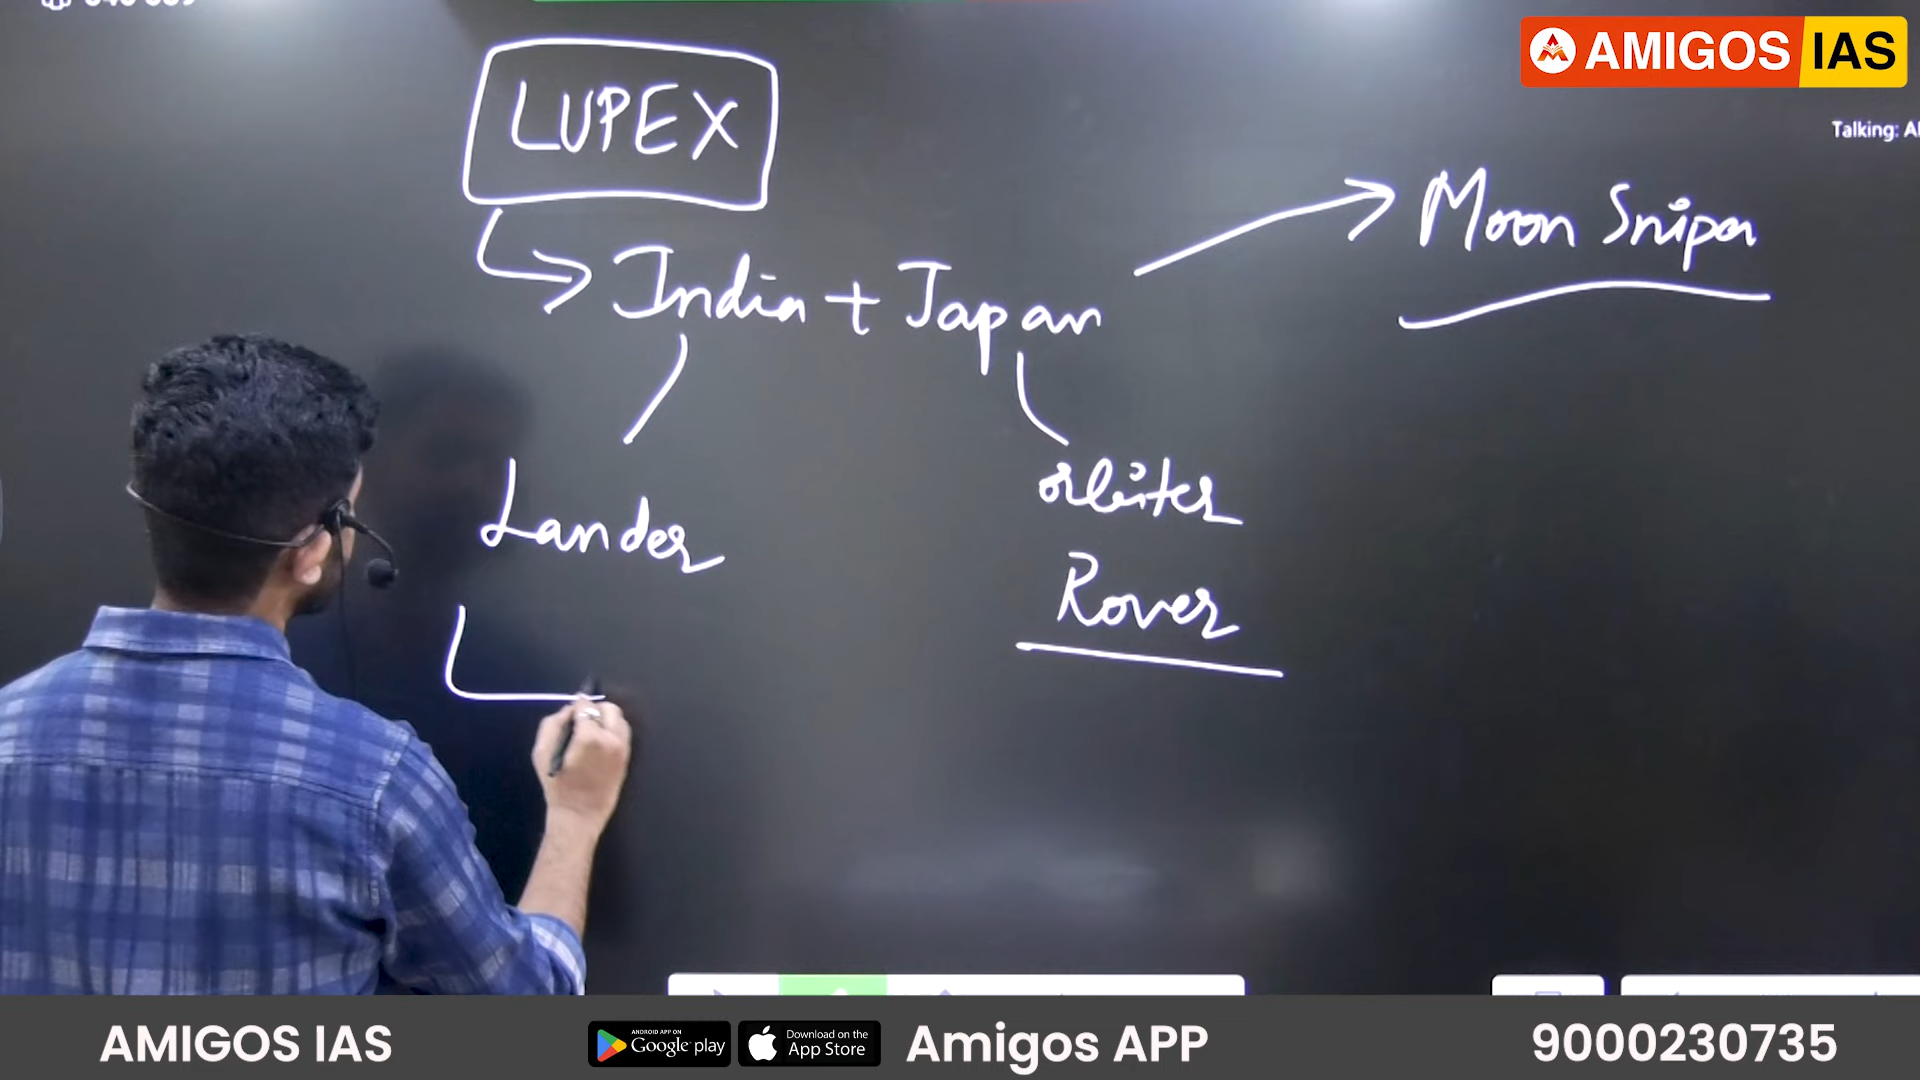 AMIGOS IAS
Talking:
LUPEX
Moon Sniper
India + Japan
Lander
orbiter
Rover
AMIGOS IAS
ANDROID APP ON
Google play
Download on the
App Store
Amigos APP
9000230735